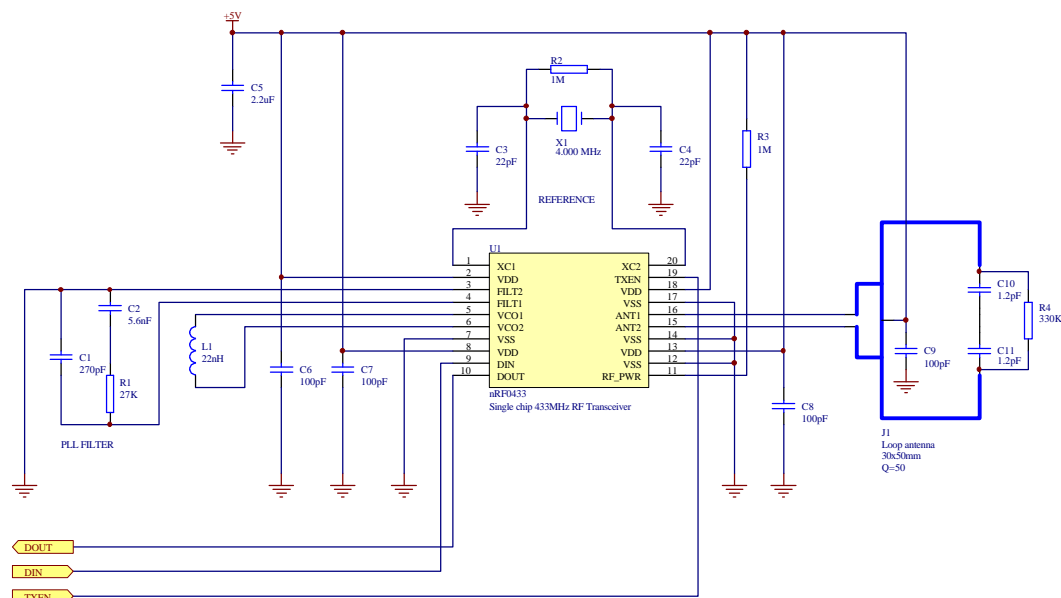 +5V
R2
1M
C5
2.2uF
X1
4.000 MHz
C3
22pF
C4
22pF
R3
1M
REFERENCE
U1
1 XC1 XC2 20
2 VDD TXEN 19
3 FILT2 VDD 18
4 FILT1 VSS 17
5 VCO1 ANT1 16
6 VCO2 ANT2 15
7 VSS VSS 14
8 VDD VDD 13
9 DIN VSS 12
10 DOUT RF_PWR 11
nRF0433
Single chip 433MHz RF Transceiver
C2
5.6nF
C1
270pF
R1
27K
L1
22nH
C6
100pF
C7
100pF
C8
100pF
C9
100pF
C10
1.2pF
C11
1.2pF
R4
330K
PLL FILTER
J1
Loop antenna
30x50mm
Q=50
DOUT
DIN
TXEN